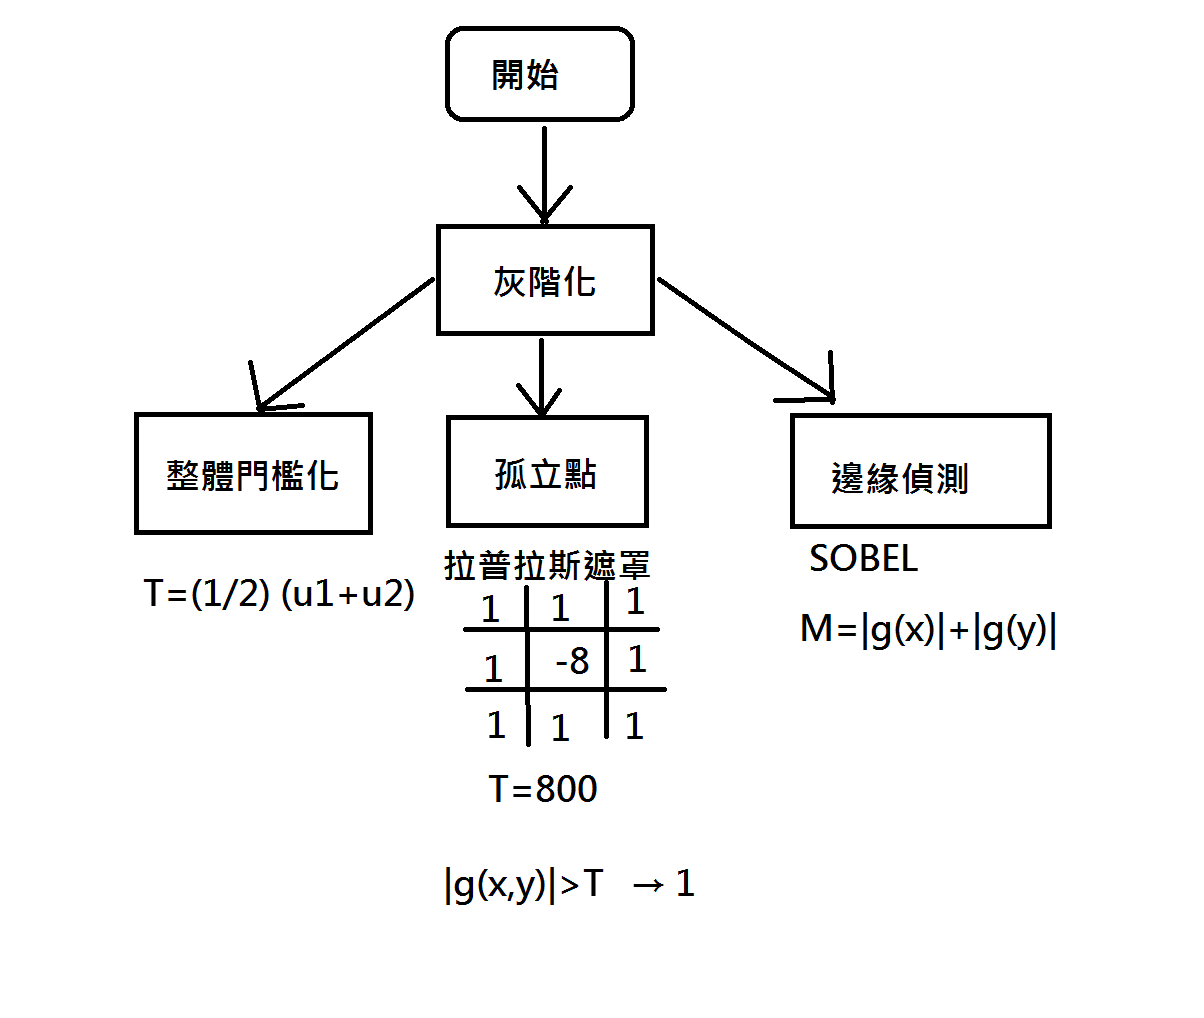 開始
灰階化
整體門檻化
孤立點
邊緣偵測
T=(1/2) (u1+u2)
拉普拉斯遮罩
1 1 1
1 -8 1
1 1 1
T=800
|g(x,y)|>T → 1
SOBEL
M=|g(x)|+|g(y)|